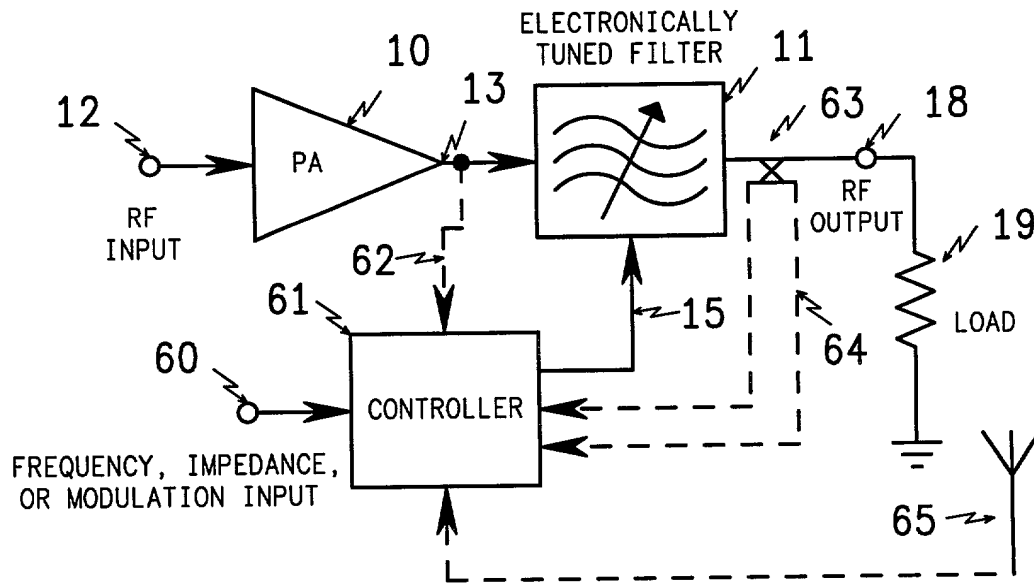 ELECTRONICALLY
TUNED FILTER
10
11
12
13
63
18
PA
RF
INPUT
RF
OUTPUT
19
62
61
15
64
LOAD
60
CONTROLLER
FREQUENCY, IMPEDANCE,
OR MODULATION INPUT
65